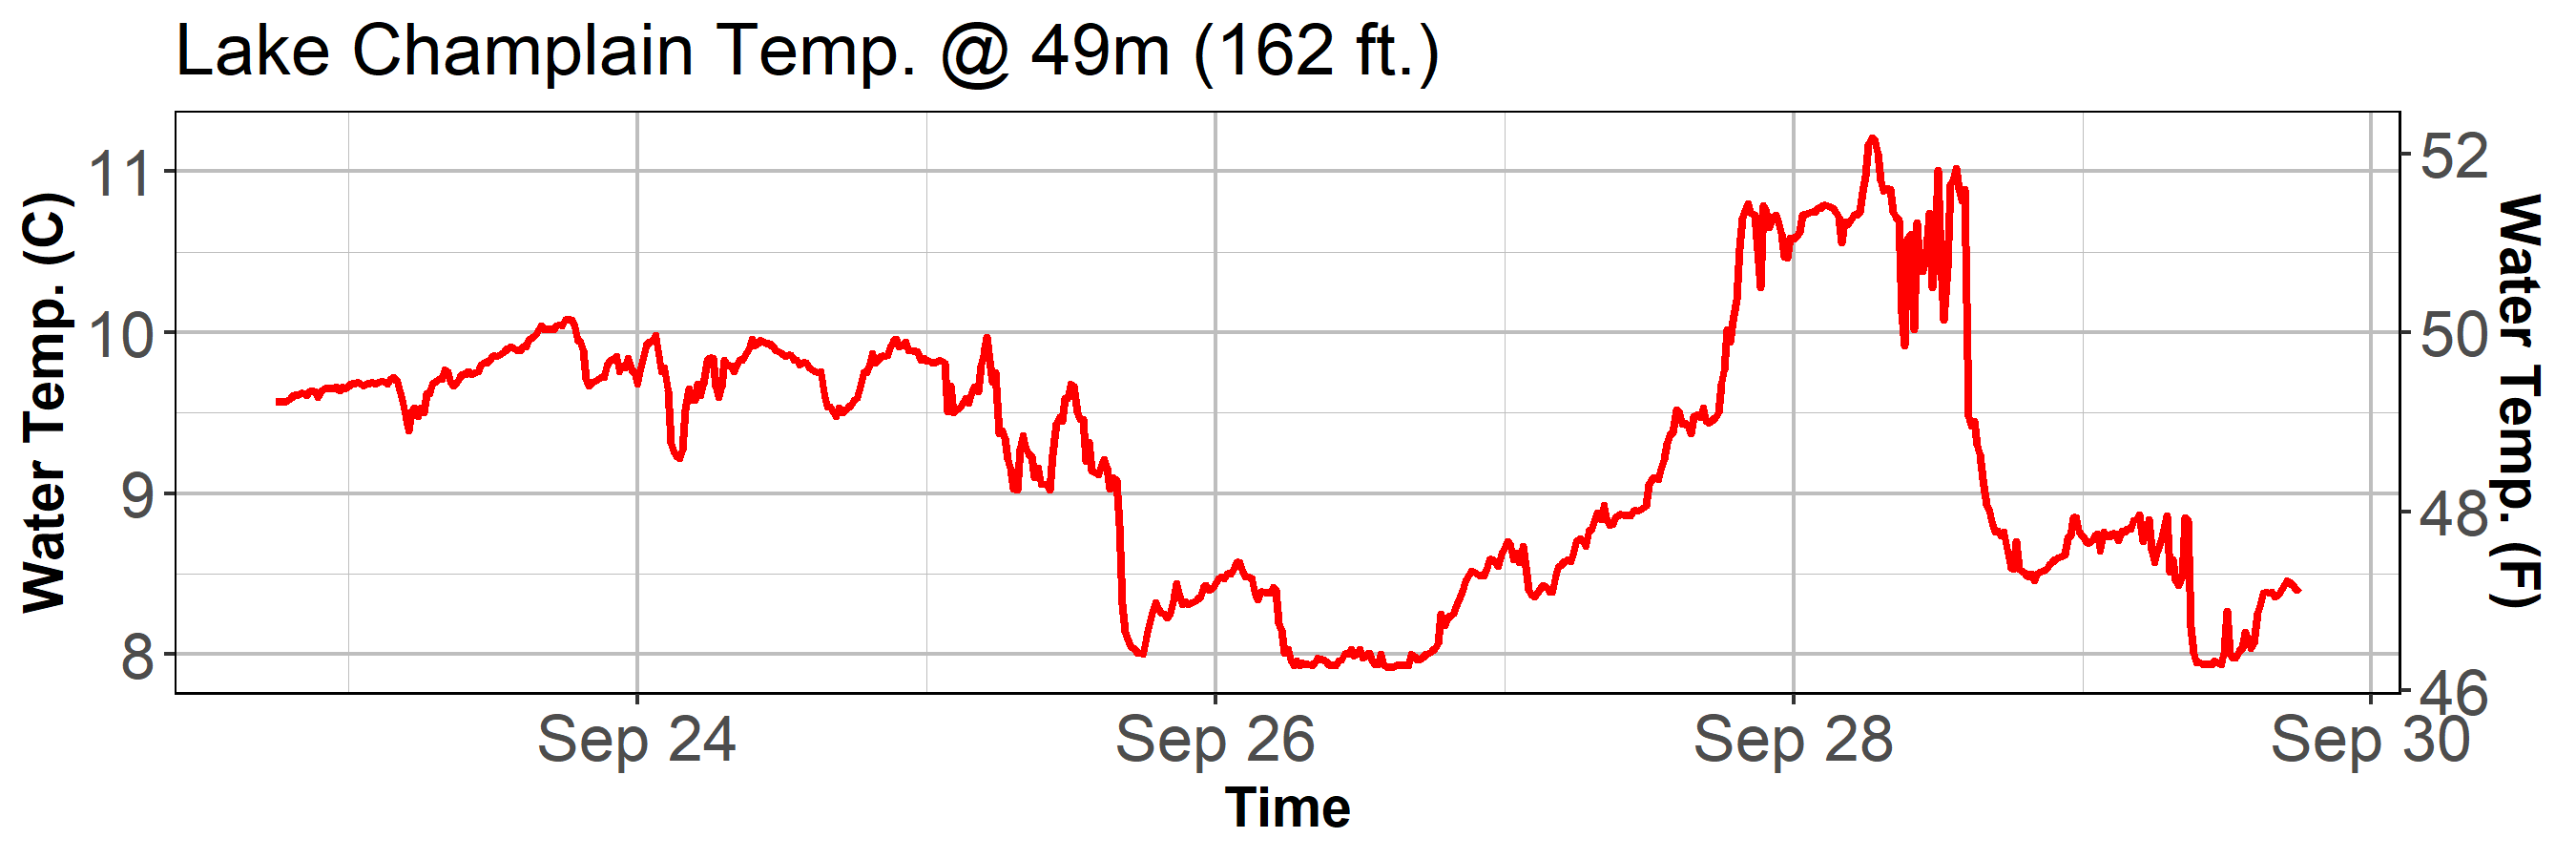 Lake Champlain Temp. @ 49m (162 ft.)
Water Temp. (C)
11
10
9
8
52
50
48
46
Water Temp. (F)
Sep 24
Sep 26
Sep 28
Sep 30
Time